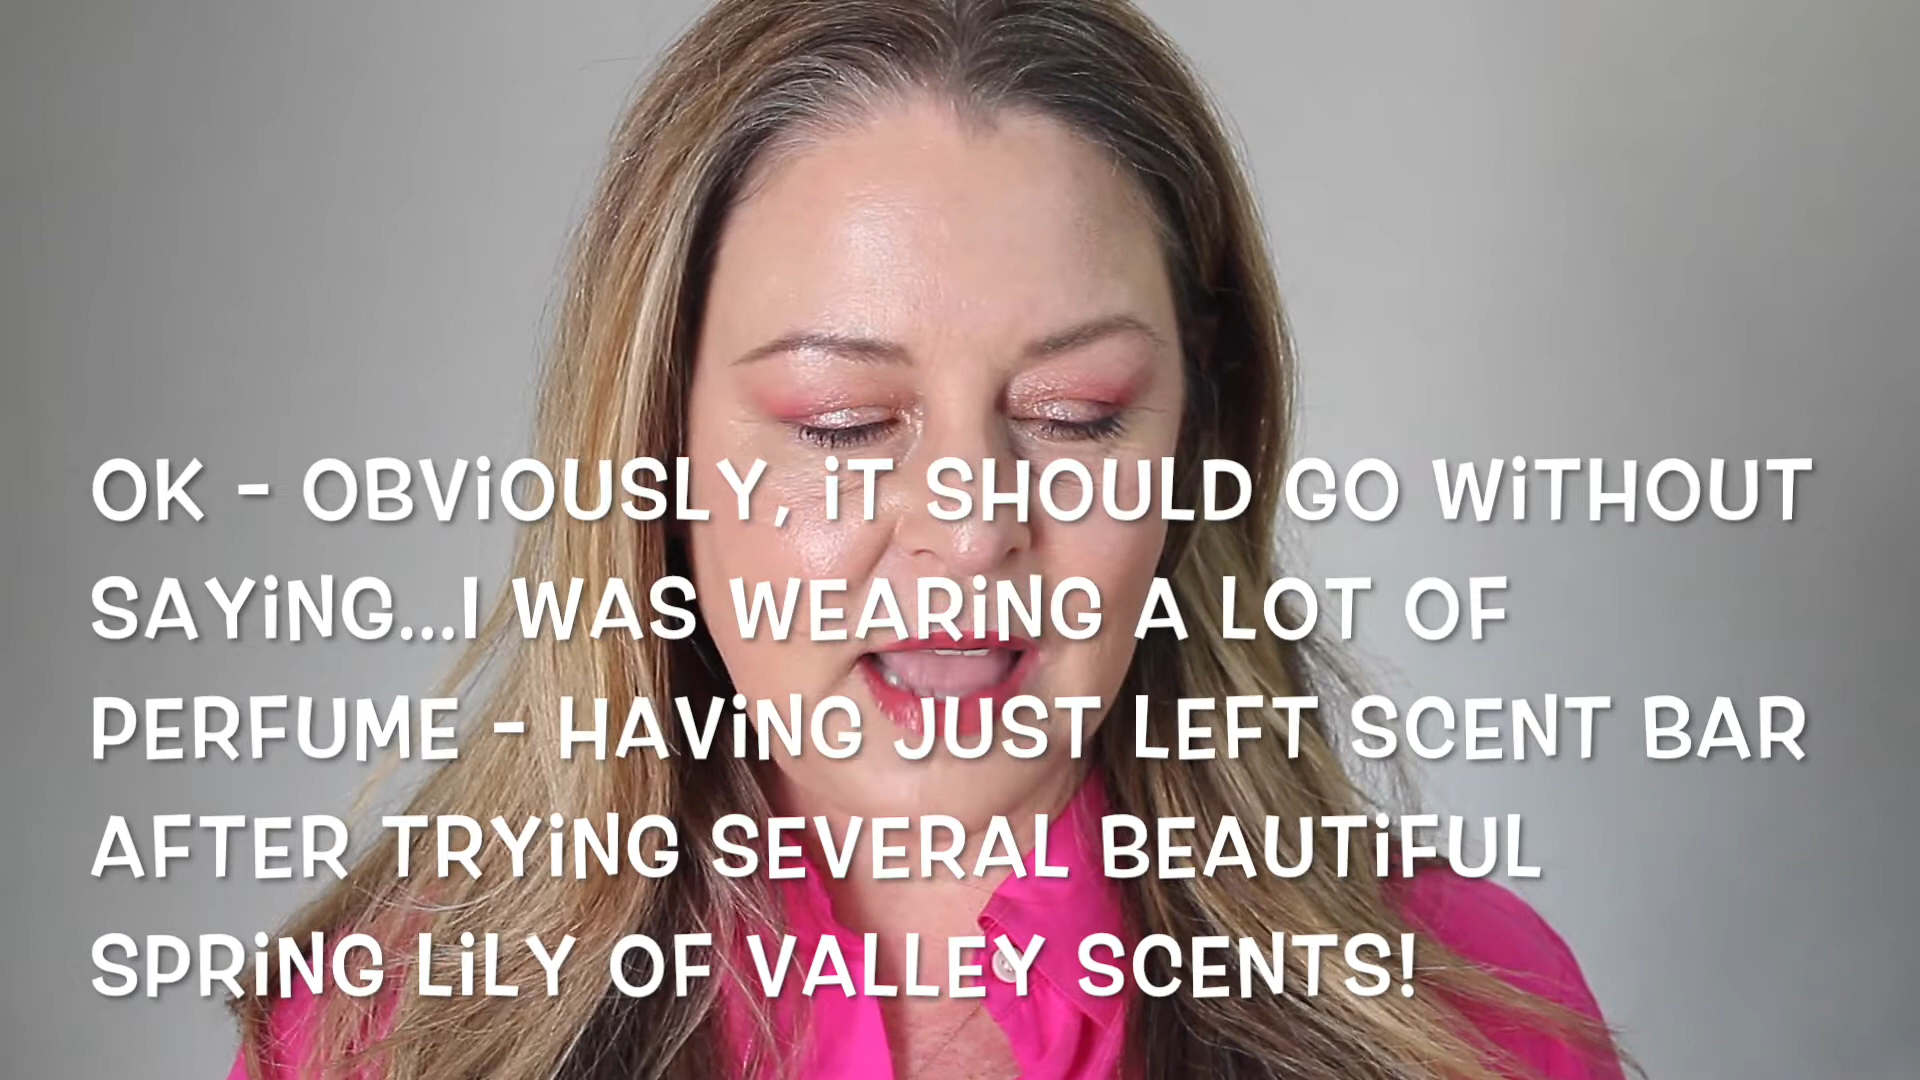 OK - OBViOUSLY, iT SHOULD GO WiTHOUT
SAYiNG...I WAS WEARiNG A LOT OF
PERFUME - HAViNG JUST LEFT SCENT BAR
AFTER TRYiNG SEVERAL BEAUTiFUL
SPRiNG LiLY OF VALLEY SCENTS!